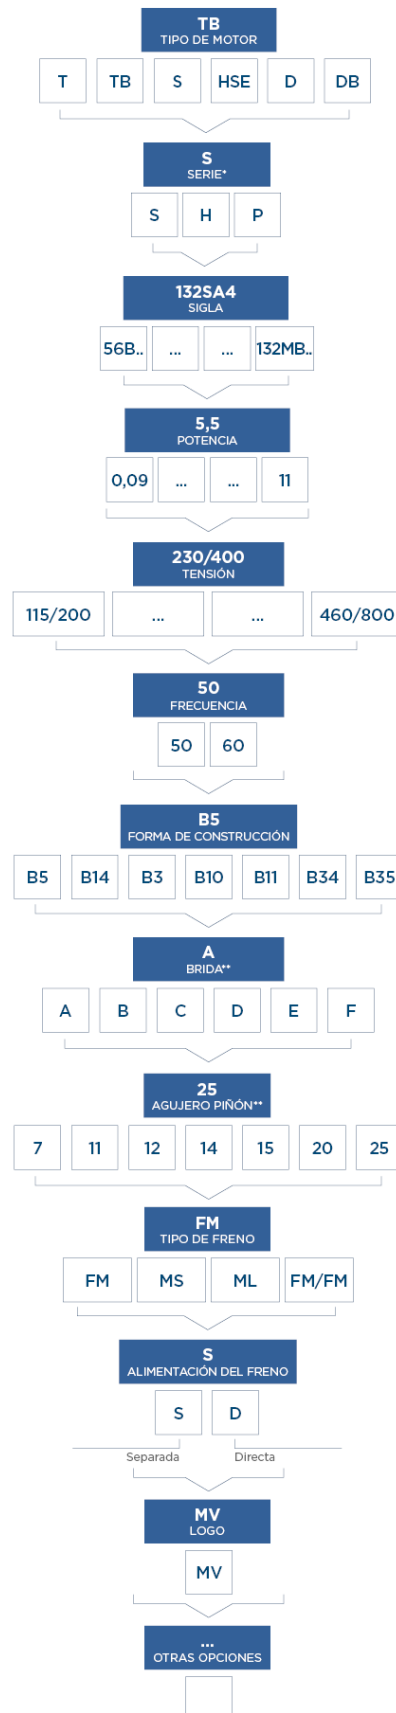 TB
TIPO DE MOTOR
T TB S HSE D DB
S
SERIE*
S H P
132SA4
SIGLA
56B.. ... ... 132MB..
5,5
POTENCIA
0,09 ... ... 11
230/400
TENSIÓN
115/200 ... ... 460/800
50
FRECUENCIA
50 60
B5
FORMA DE CONSTRUCCIÓN
B5 B14 B3 B10 B11 B34 B35
A
BRIDA**
A B C D E F
25
AGUJERO PIÑÓN**
7 11 12 14 15 20 25
FM
TIPO DE FRENO
FM MS ML FM/FM
S
ALIMENTACIÓN DEL FRENO
S D
Separada Directa
MV
LOGO
MV
...
OTRAS OPCIONES